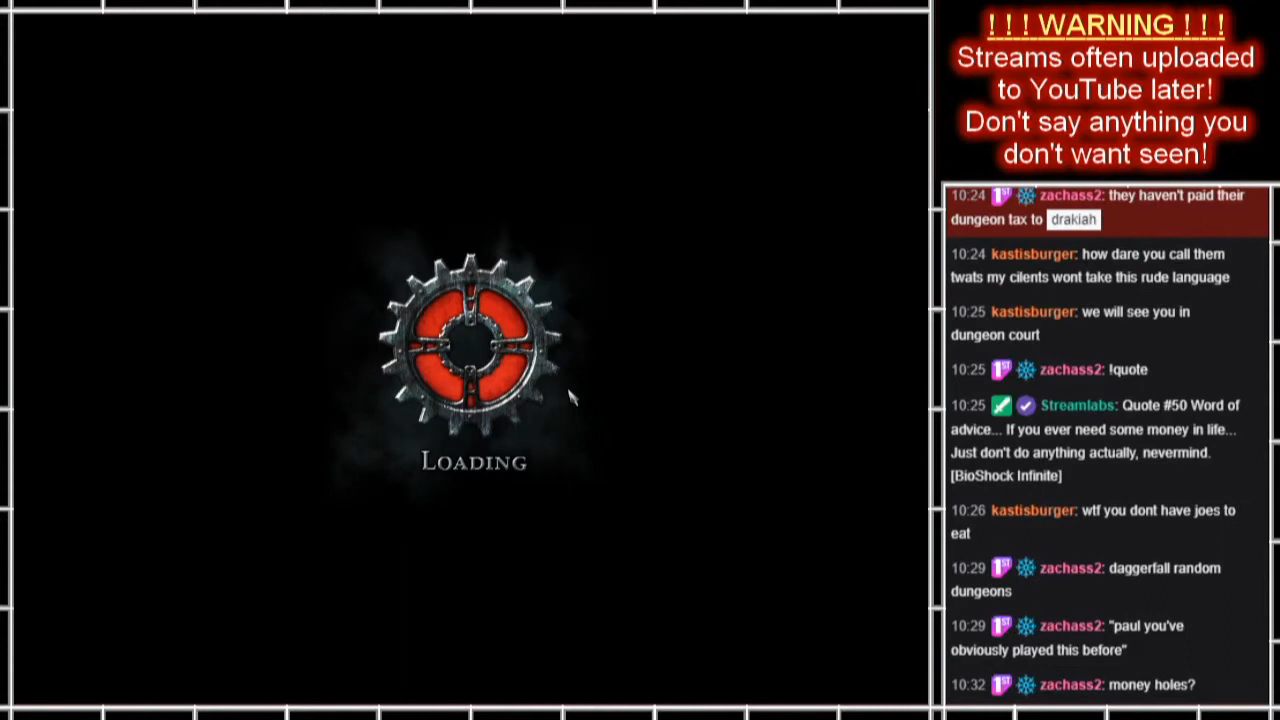 ! ! ! WARNING ! ! !
Streams often uploaded
to YouTube later!
Don't say anything you
don't want seen!
10:24 1ST zachass2: they haven't paid their
dungeon tax to drakiah
10:24 kastisburger: how dare you call them
twats my cilents wont take this rude language
10:25 kastisburger: we will see you in
dungeon court
10:25 1ST zachass2: !quote
10:25 Streamlabs: Quote #50 Word of
advice... If you ever need some money in life...
Just don't do anything actually, nevermind.
[BioShock Infinite]
10:26 kastisburger: wtf you dont have joes to
eat
10:29 1ST zachass2: daggerfall random
dungeons
10:29 1ST zachass2: "paul you've
obviously played this before"
10:32 1ST zachass2: money holes?
Loading